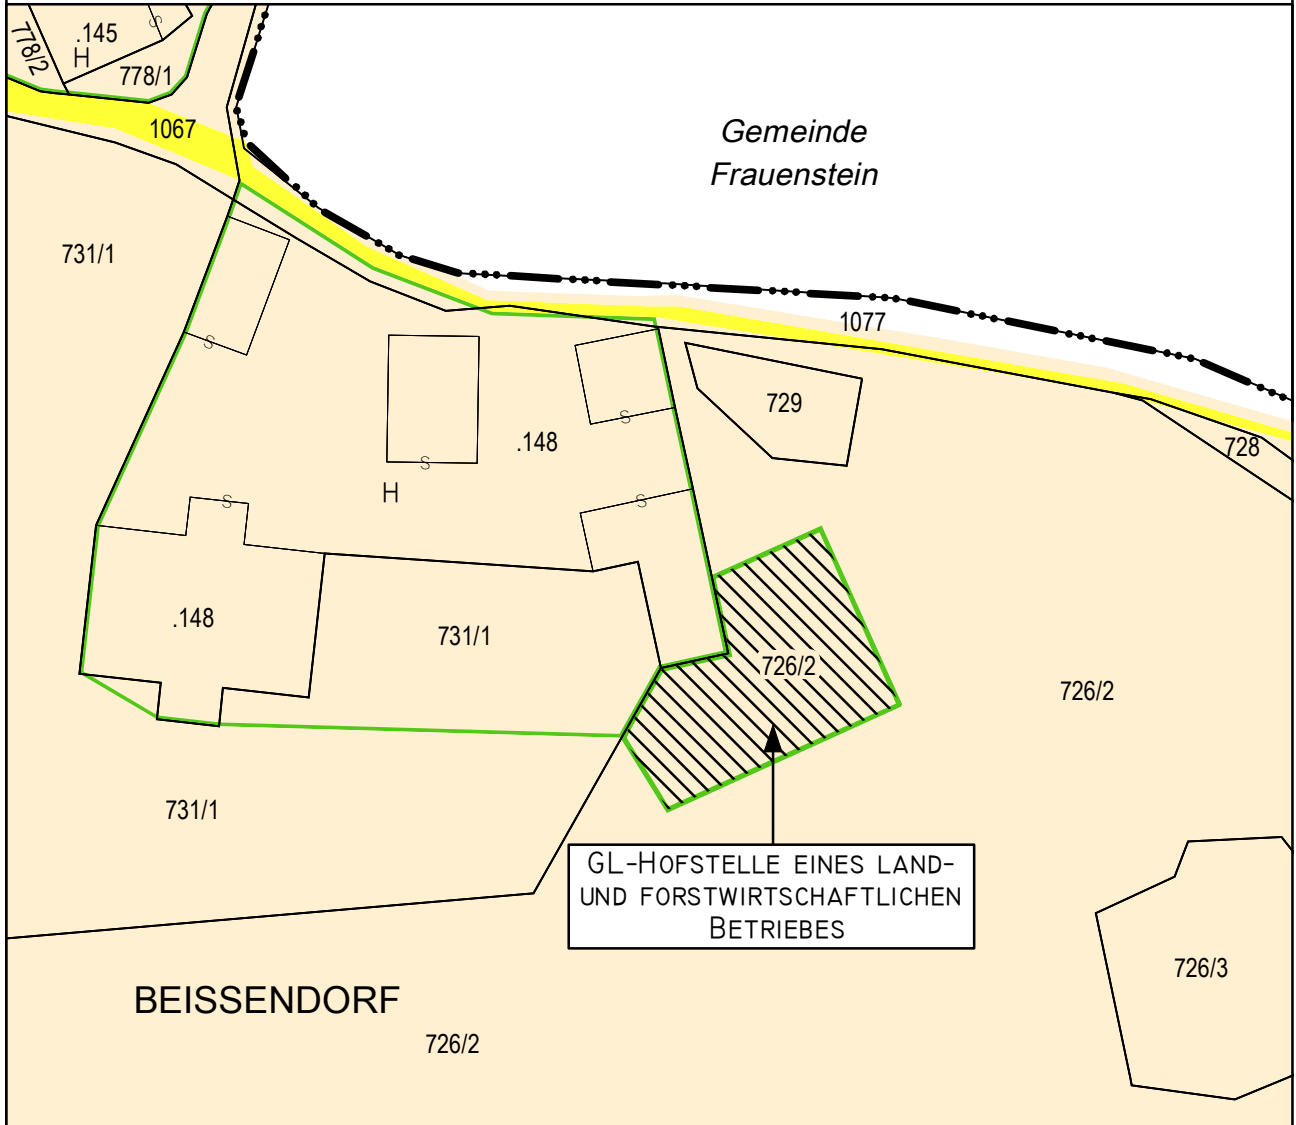 .145
H
778/2
778/1
1067
Gemeinde
Frauenstein
731/1
1077
729
.148
728
H
.148
731/1
726/2
726/2
731/1
GL-HOFSTELLE EINES LAND-
UND FORSTWIRTSCHAFTLICHEN
BETRIEBES
726/3
BEISSENDORF
726/2